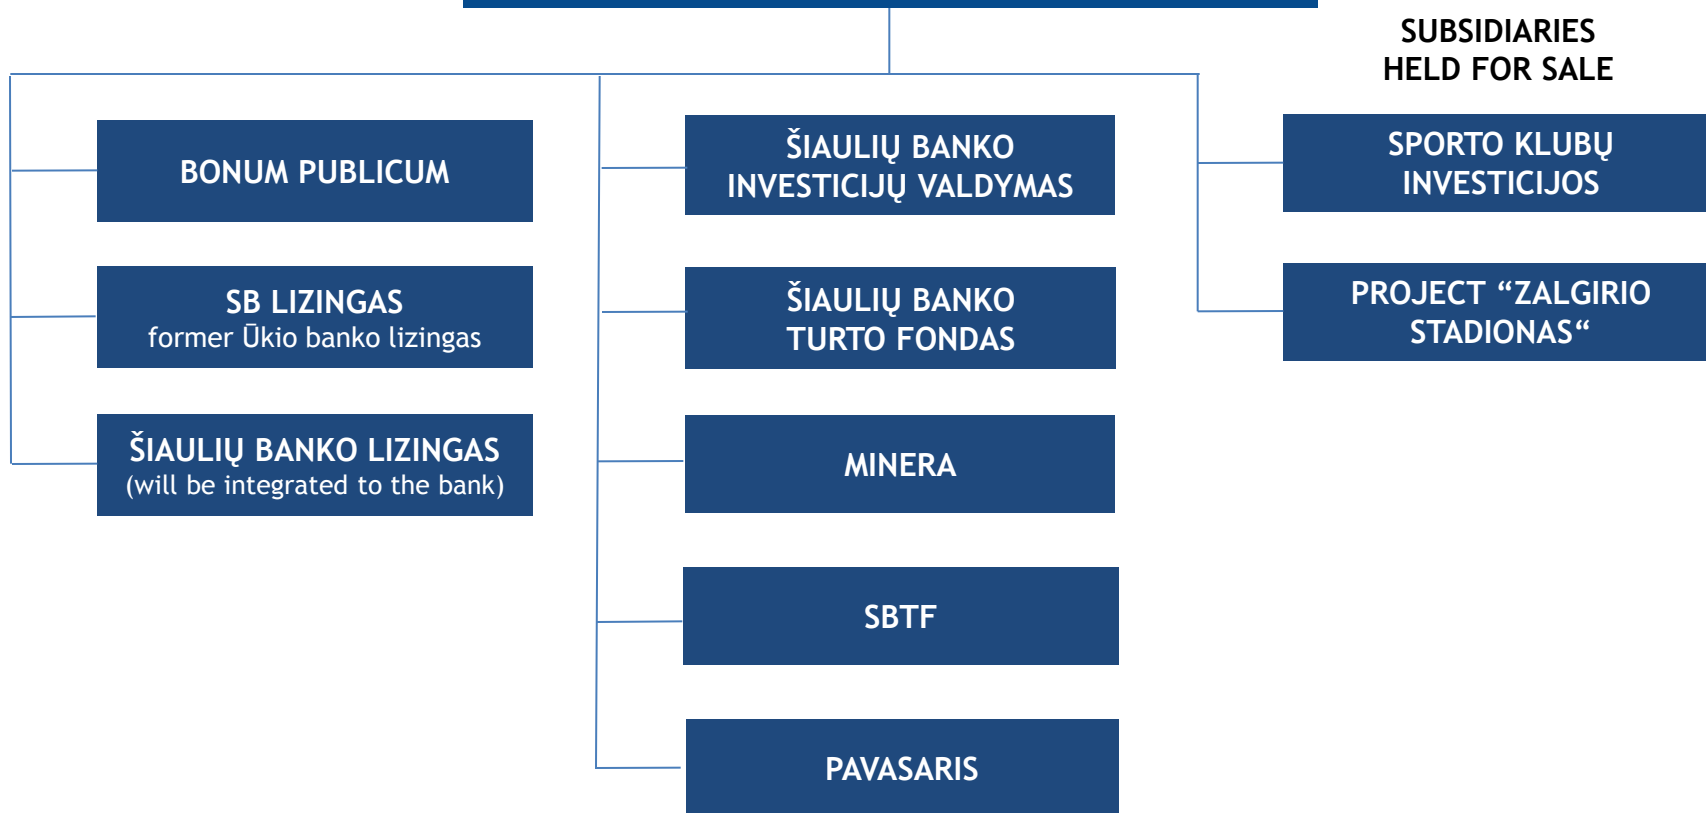 SUBSIDIARIES
HELD FOR SALE
BONUM PUBLICUM
SB LIZINGAS
former Ūkio banko lizingas
ŠIAULIŲ BANKO LIZINGAS
(will be integrated to the bank)
ŠIAULIŲ BANKO
INVESTICIJŲ VALDYMAS
ŠIAULIŲ BANKO
TURTO FONDAS
MINERA
SBTF
PAVASARIS
SPORTO KLUBŲ
INVESTICIJOS
PROJECT “ZALGIRIO
STADIONAS“